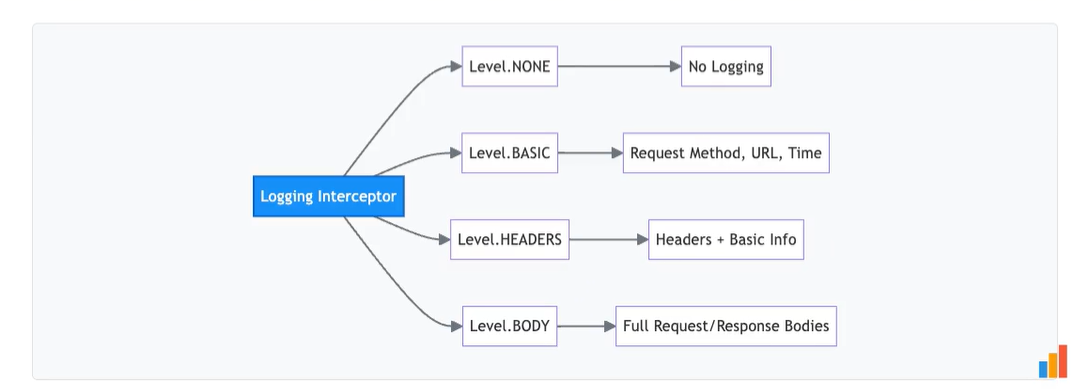 Level.NONE
No Logging
Level.BASIC
Request Method, URL, Time
Logging Interceptor
Level.HEADERS
Headers + Basic Info
Level.BODY
Full Request/Response Bodies